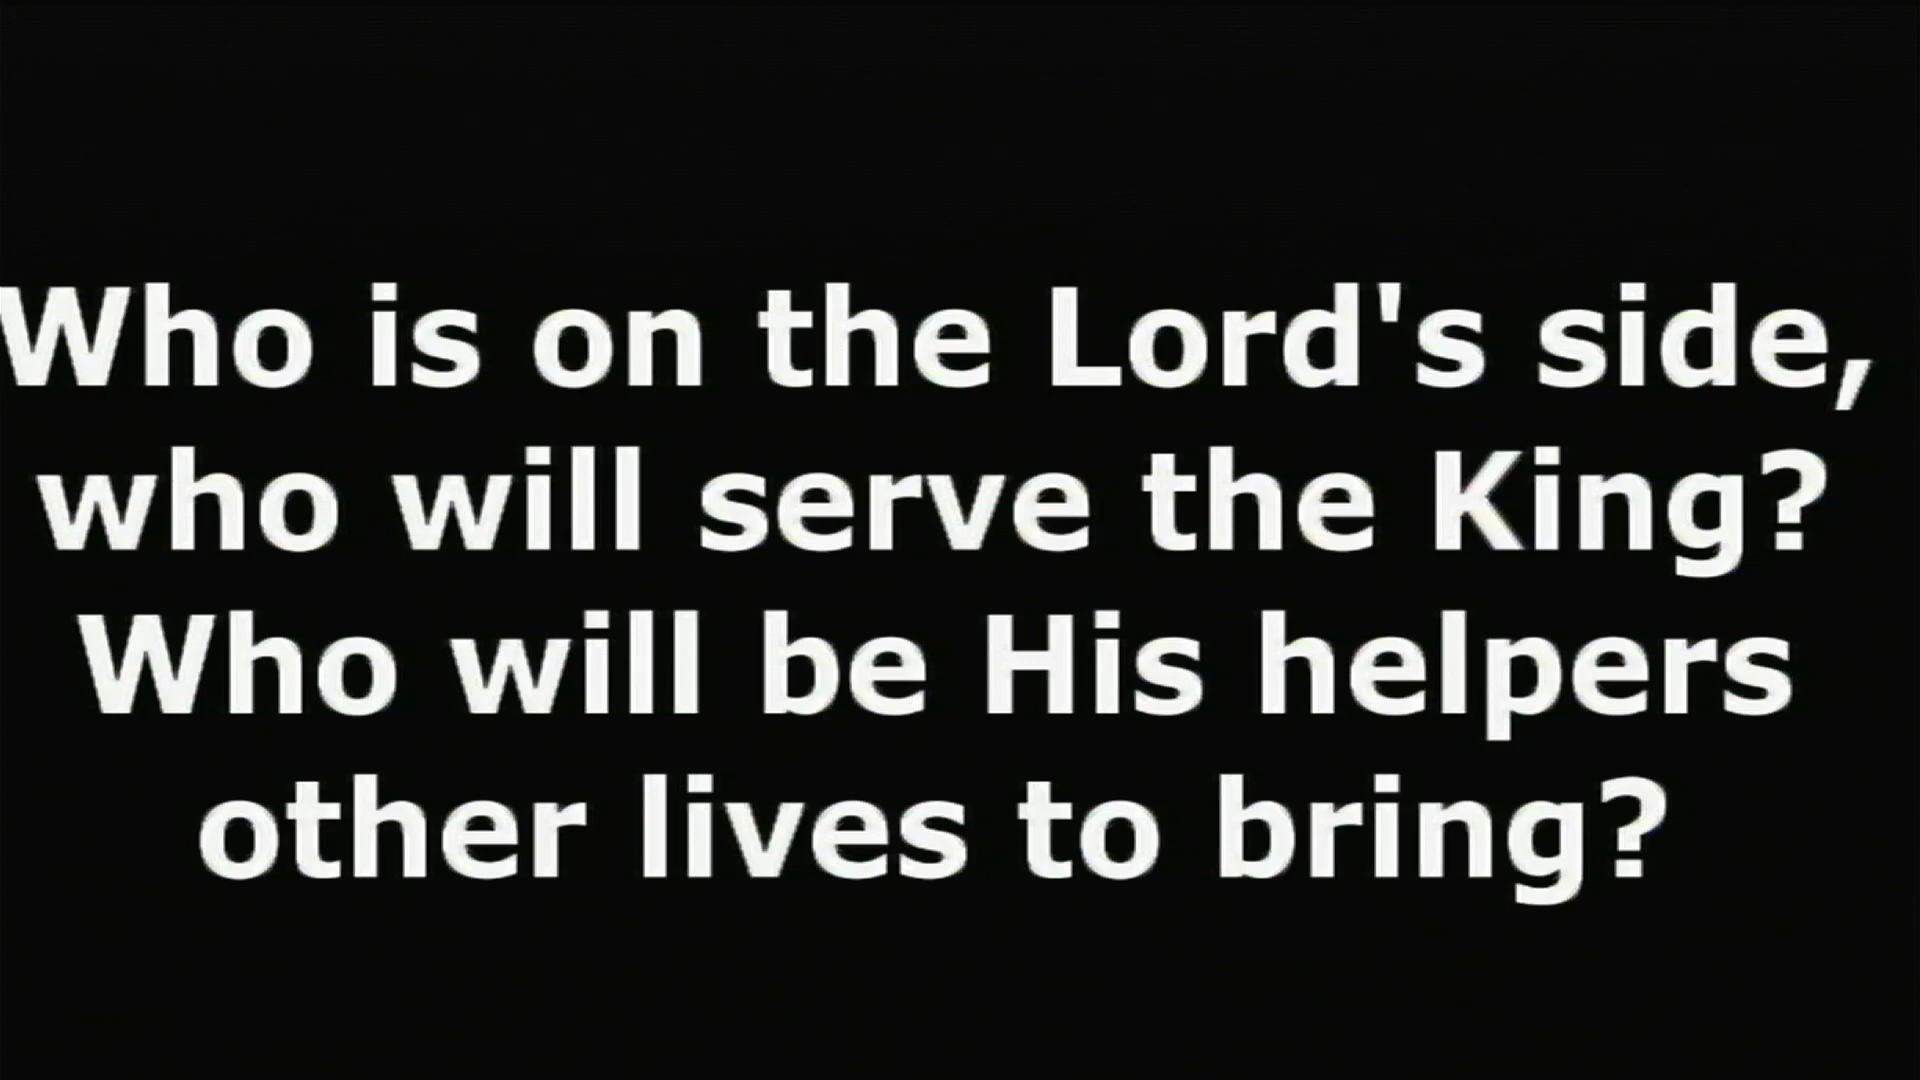 Who is on the Lord's side,
who will serve the King?
Who will be His helpers
other lives to bring?